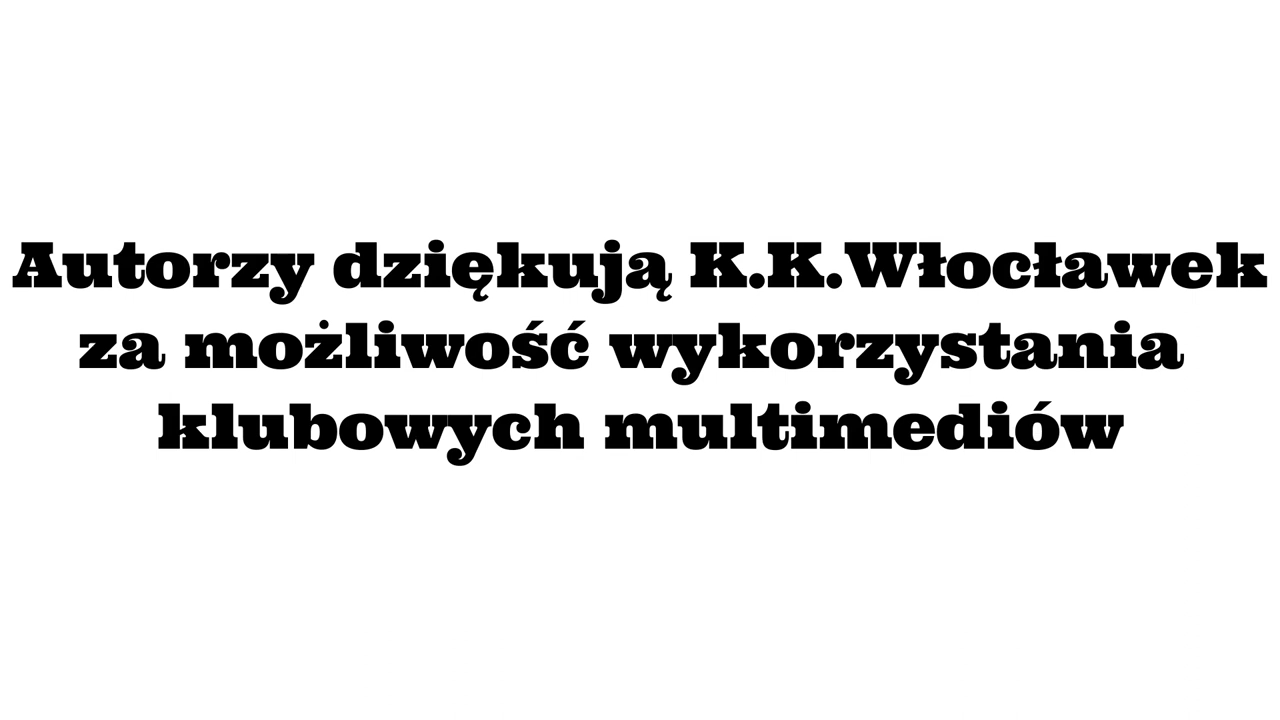 Autorzy dziękują K.K.Włocławek
za możliwość wykorzystania
klubowych multimediów